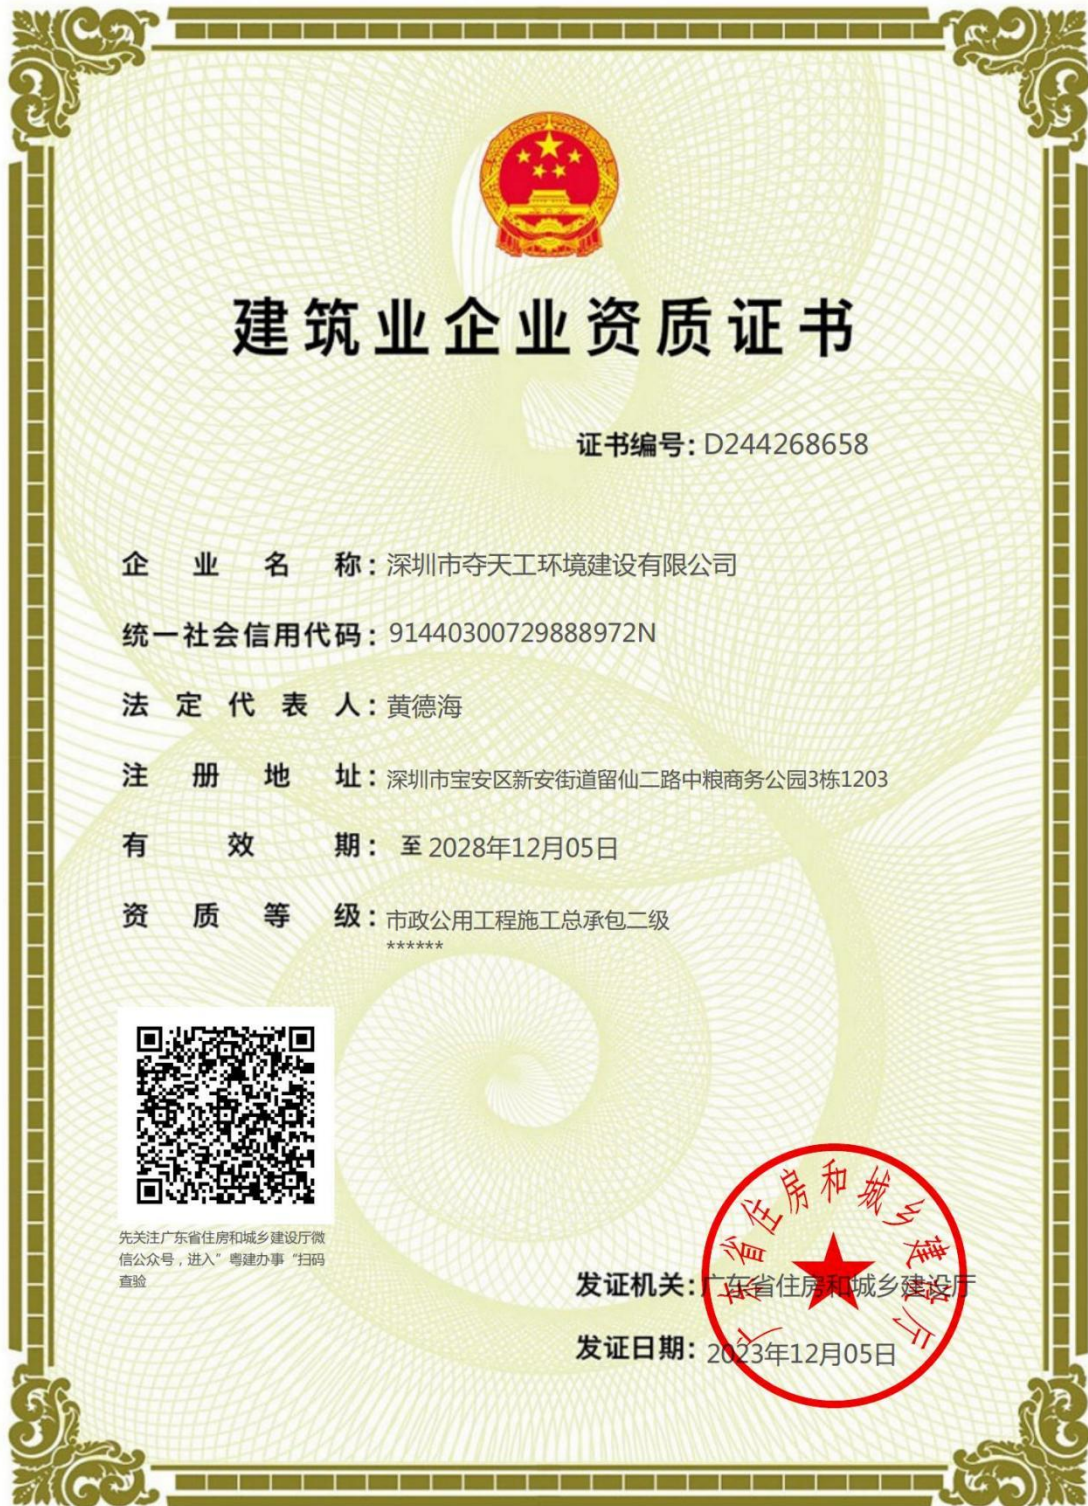 建筑业企业资质证书
证书编号：D244268658
企业名称：深圳市夺天工环境建设有限公司
统一社会信用代码：91440300729888972N
法定代表人：黄德海
注册地址：深圳市宝安区新安街道留仙二路中粮商务公园3栋1203
有效期：至 2028年12月05日
资质等级：市政公用工程施工总承包二级
******
先关注广东省住房和城乡建设厅微
信公众号，进入”粤建办事“扫码
查验
广东省住房和城乡建设厅
发证机关：广东省住房和城乡建设厅
发证日期：2023年12月05日